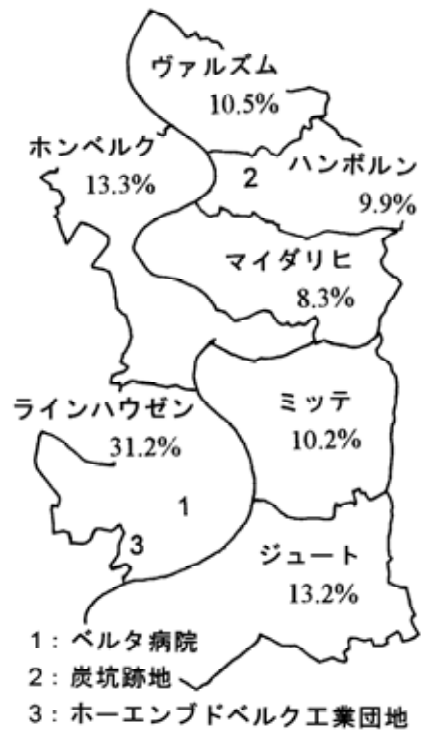 ヴァルズム
10.5%
ホンベルク
13.3%
2
ハンボルン
9.9%
マイダリヒ
8.3%
ラインハウゼン
31.2%
ミッテ
10.2%
1
3
ジュート
13.2%
1：ベルタ病院
2：炭坑跡地
3：ホーエンブドベルク工業団地